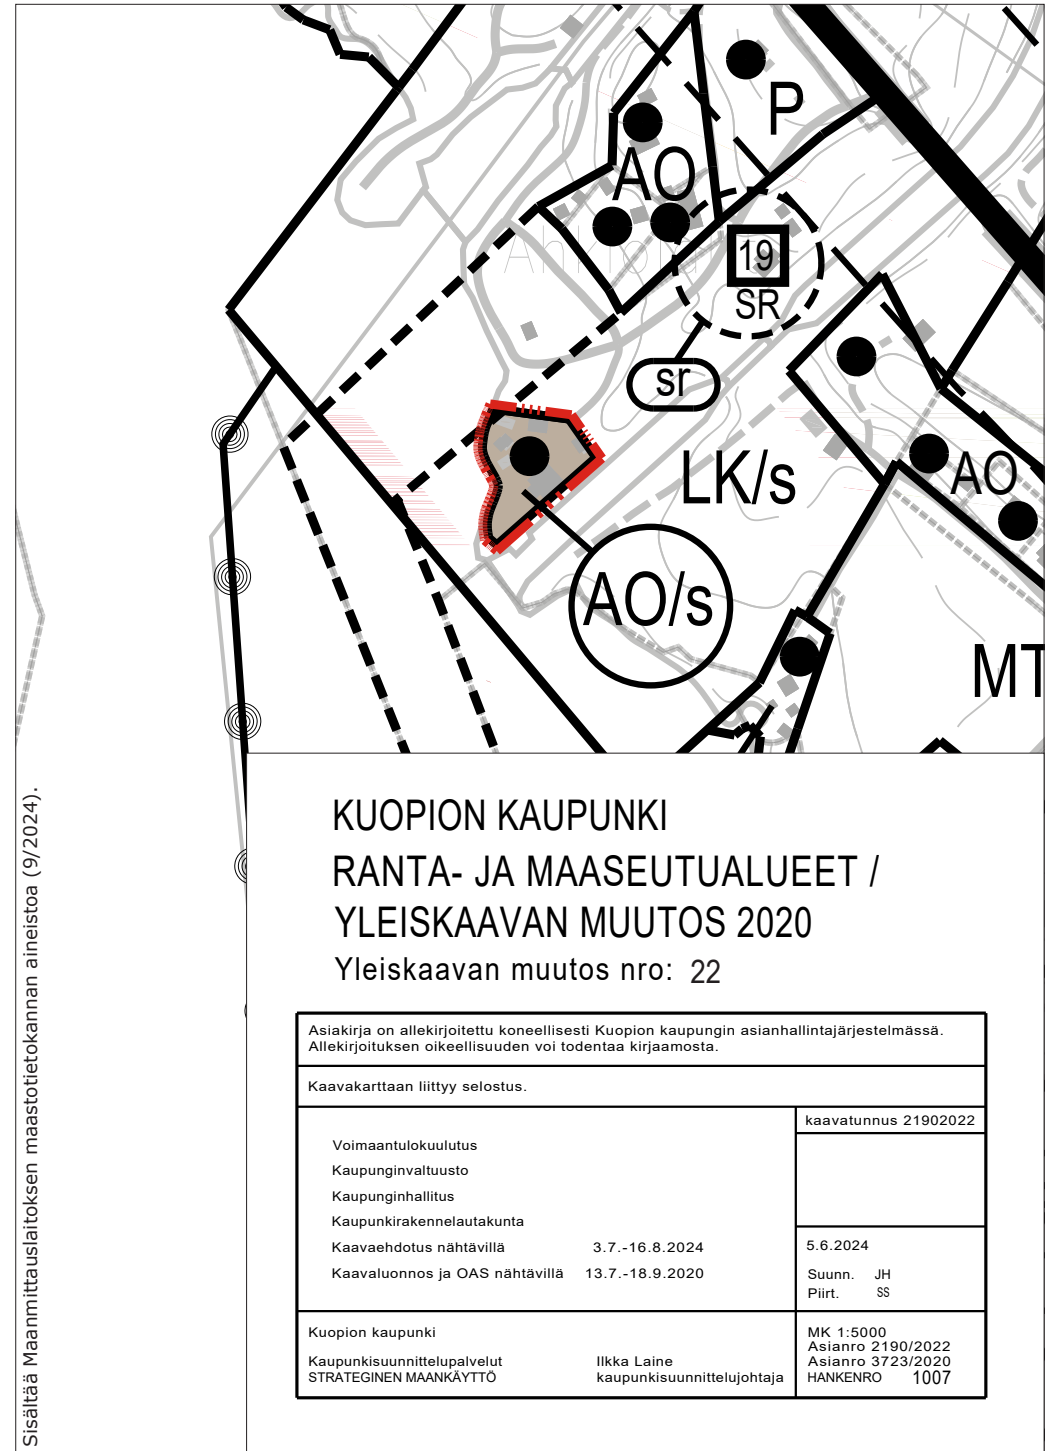 P
AO
Ahkiola
19
SR
sr
LK/s
AO
AO/s
MT
Sisältää Maanmittauslaitoksen maastotietokannan aineistoa (9/2024).
KUOPION KAUPUNKI
RANTA- JA MAASEUTUALUEET /
YLEISKAAVAN MUUTOS 2020
Yleiskaavan muutos nro: 22
Asiakirja on allekirjoitettu koneellisesti Kuopion kaupungin asianhallintajärjestelmässä.
Allekirjoituksen oikeellisuuden voi todentaa kirjaamosta.
Kaavakarttaan liittyy selostus.
kaavatunnus 21902022
Voimaantulokuulutus
Kaupunginvaltuusto
Kaupunginhallitus
Kaupunkirakennelautakunta
Kaavaehdotus nähtävillä 3.7.-16.8.2024
Kaavaluonnos ja OAS nähtävillä 13.7.-18.9.2020
5.6.2024
Suunn. JH
Piirt. SS
Kuopion kaupunki
Kaupunkisuunnittelupalvelut Ilkka Laine
STRATEGINEN MAANKÄYTTÖ kaupunkisuunnittelujohtaja
MK 1:5000
Asianro 2190/2022
Asianro 3723/2020
HANKENRO 1007